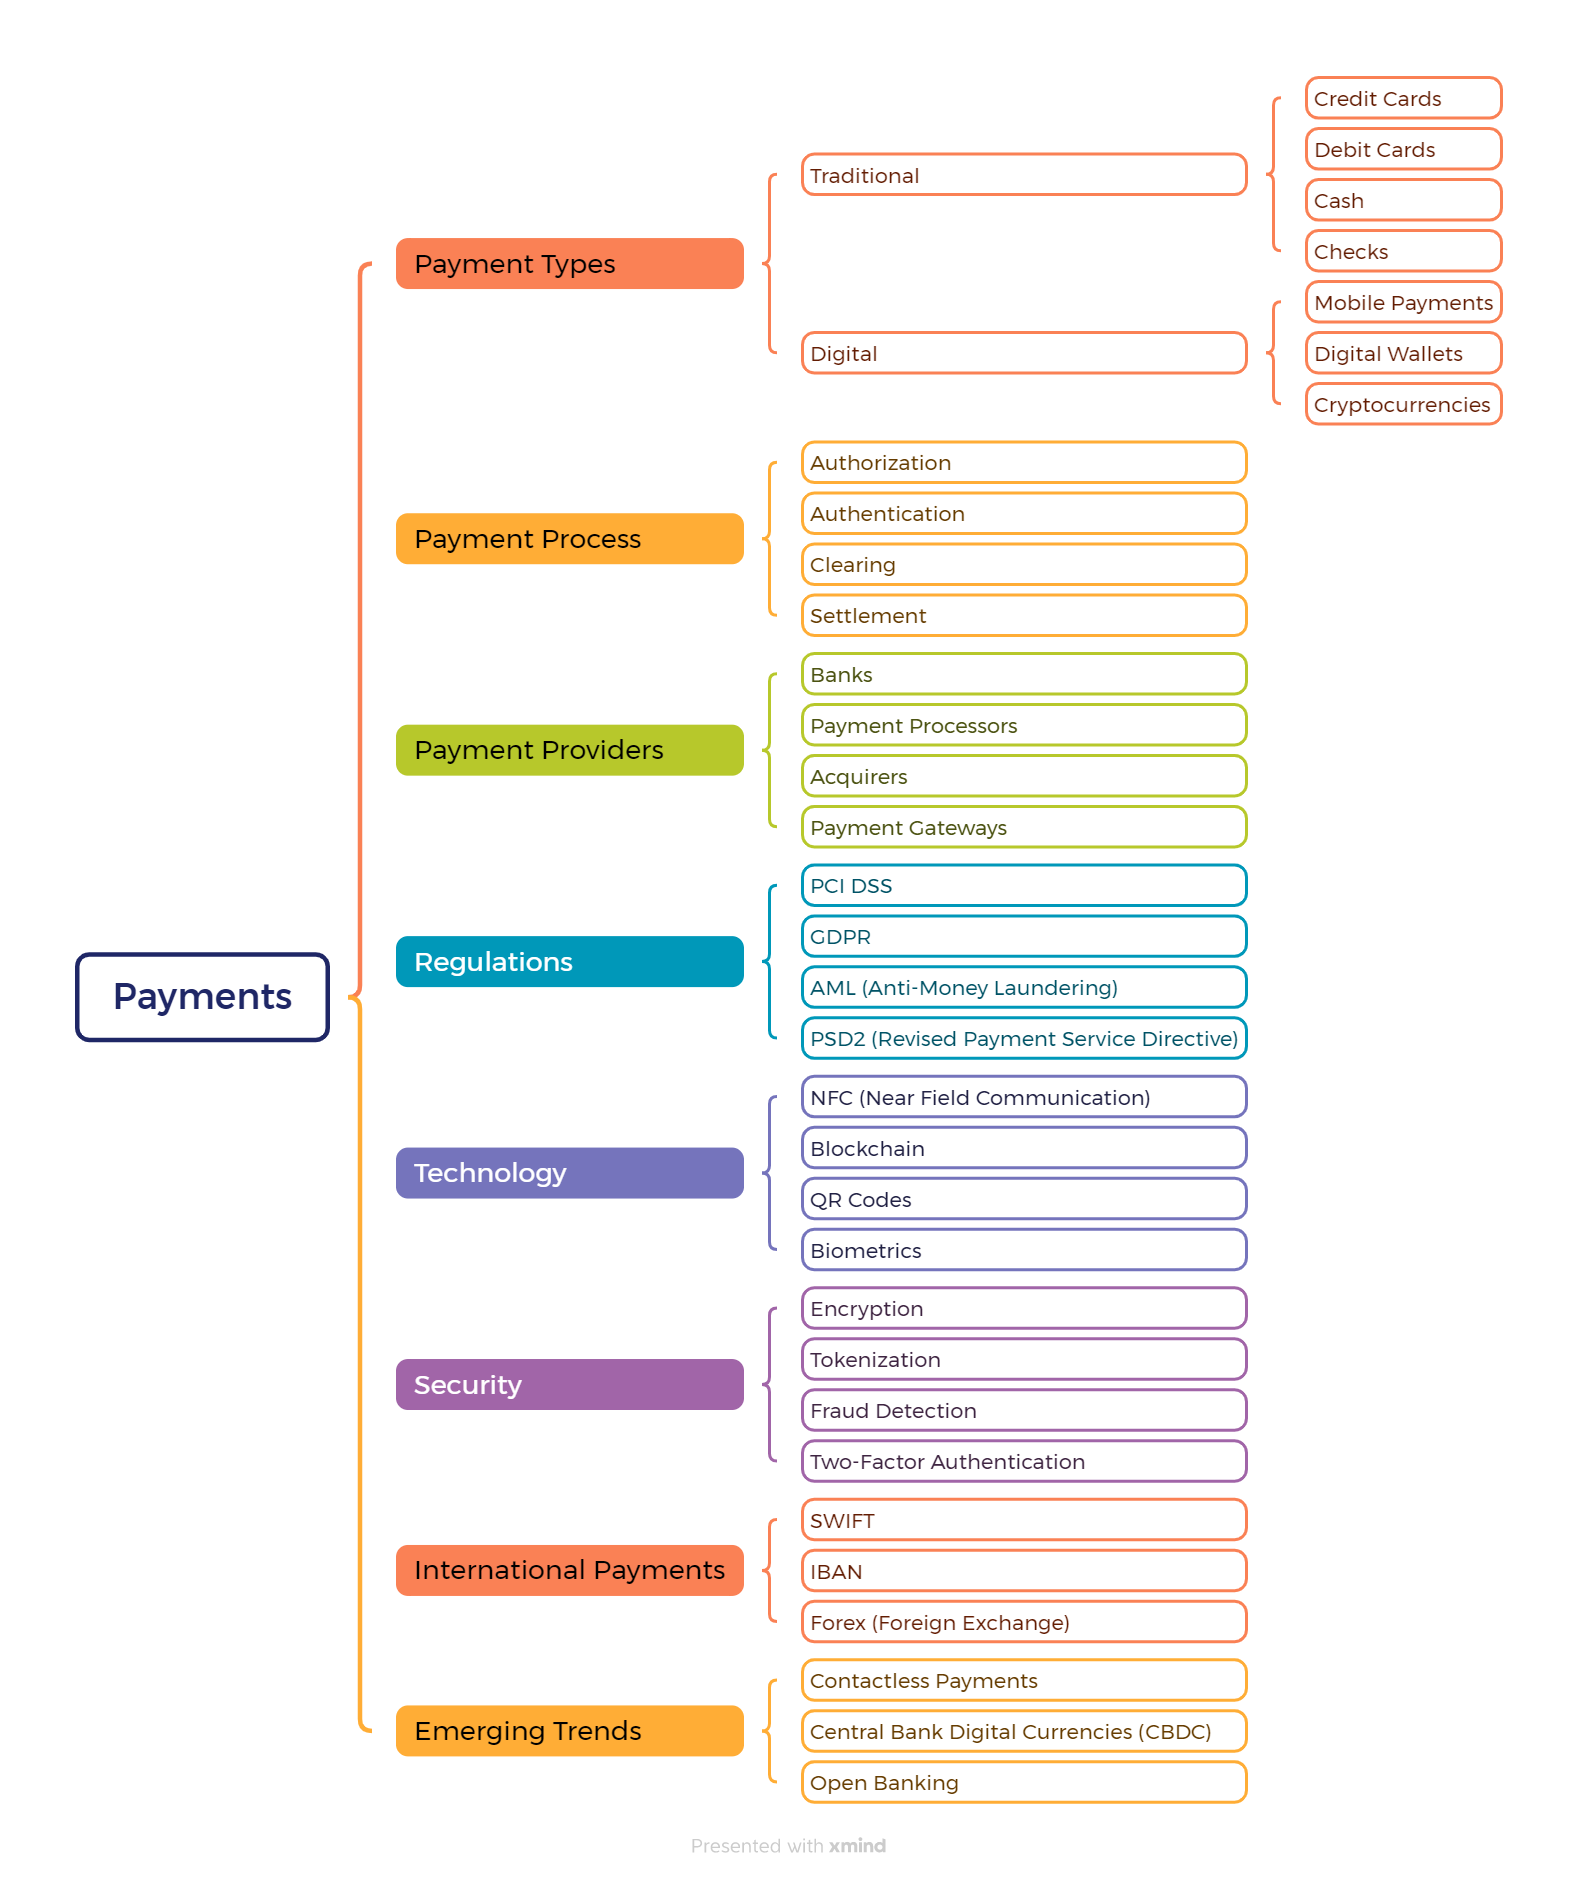 Payments
Payment Types
Traditional
Credit Cards
Debit Cards
Cash
Checks
Digital
Mobile Payments
Digital Wallets
Cryptocurrencies
Payment Process
Authorization
Authentication
Clearing
Settlement
Payment Providers
Banks
Payment Processors
Acquirers
Payment Gateways
Regulations
PCI DSS
GDPR
AML (Anti-Money Laundering)
PSD2 (Revised Payment Service Directive)
Technology
NFC (Near Field Communication)
Blockchain
QR Codes
Biometrics
Security
Encryption
Tokenization
Fraud Detection
Two-Factor Authentication
International Payments
SWIFT
IBAN
Forex (Foreign Exchange)
Emerging Trends
Contactless Payments
Central Bank Digital Currencies (CBDC)
Open Banking
Presented with xmind